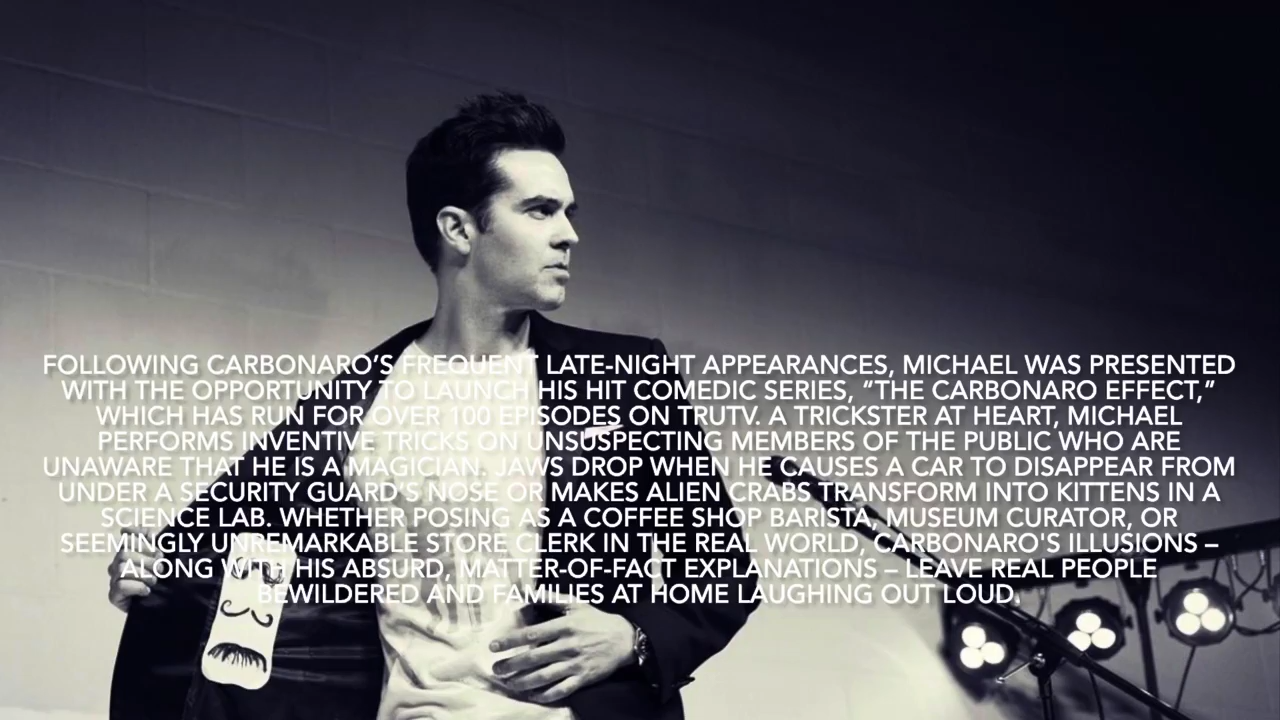 FOLLOWING CARBONARO’S FREQUENT LATE-NIGHT APPEARANCES, MICHAEL WAS PRESENTED
WITH THE OPPORTUNITY TO LAUNCH HIS HIT COMEDIC SERIES, “THE CARBONARO EFFECT,”
WHICH HAS RUN FOR OVER 100 EPISODES ON TRUTV. A TRICKSTER AT HEART, MICHAEL
PERFORMS INVENTIVE TRICKS ON UNSUSPECTING MEMBERS OF THE PUBLIC WHO ARE
UNAWARE THAT HE IS A MAGICIAN. JAWS DROP WHEN HE CAUSES A CAR TO DISAPPEAR FROM
UNDER A SECURITY GUARD’S NOSE OR MAKES ALIEN CRABS TRANSFORM INTO KITTENS IN A
SCIENCE LAB. WHETHER POSING AS A COFFEE SHOP BARISTA, MUSEUM CURATOR, OR
SEEMINGLY UNREMARKABLE STORE CLERK IN THE REAL WORLD, CARBONARO'S ILLUSIONS –
ALONG WITH HIS ABSURD, MATTER-OF-FACT EXPLANATIONS – LEAVE REAL PEOPLE
BEWILDERED AND FAMILIES AT HOME LAUGHING OUT LOUD.